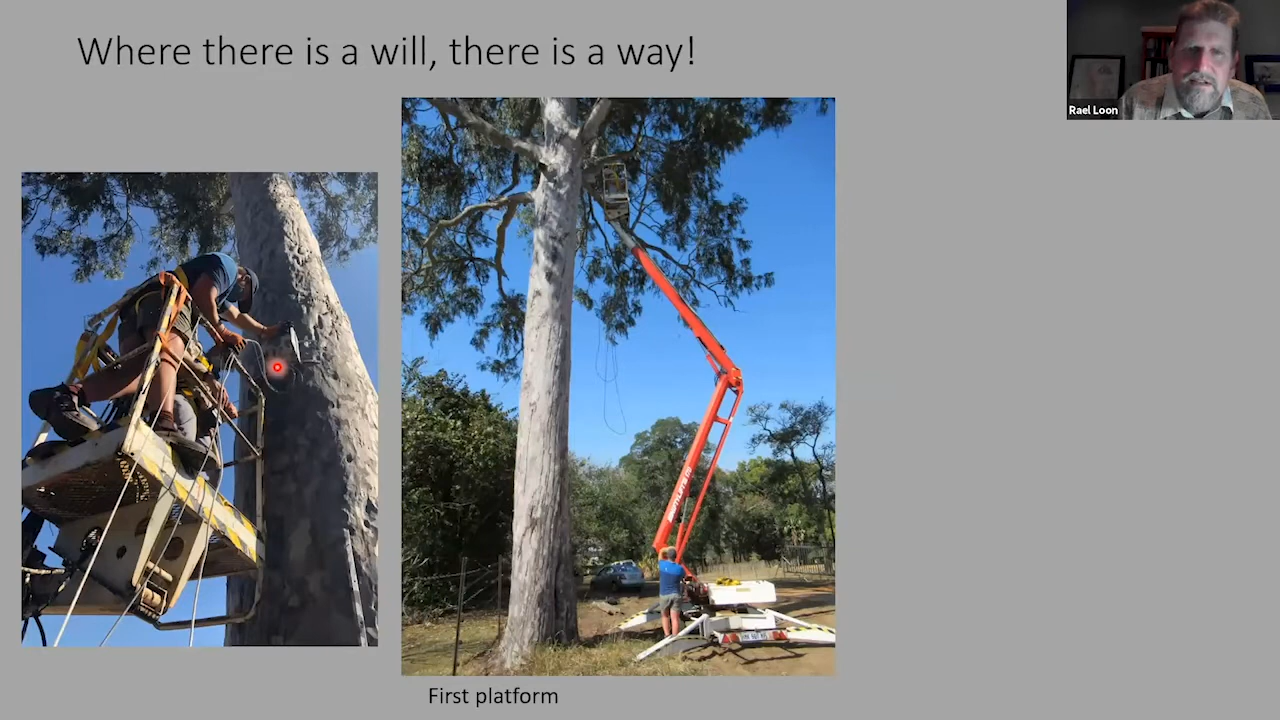 Where there is a will, there is a way!
Rael Loon
First platform